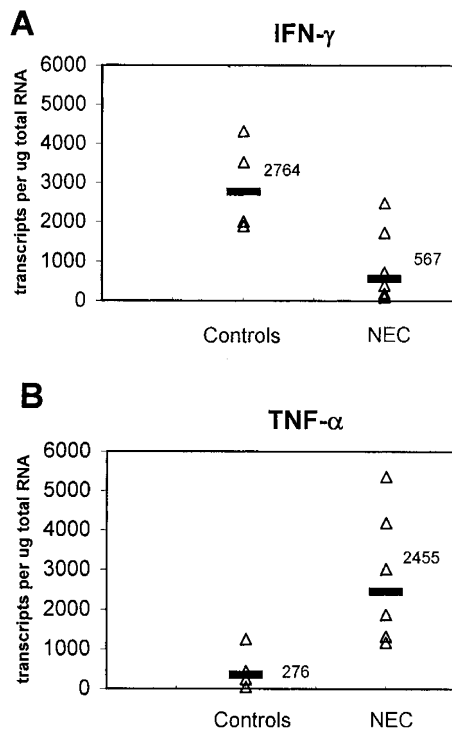 A
IFN-γ
transcripts per ug total RNA
6000
5000
4000
3000
2000
1000
0
2764
567
Controls NEC
B
TNF-α
transcripts per ug total RNA
6000
5000
4000
3000
2000
1000
0
2455
276
Controls NEC